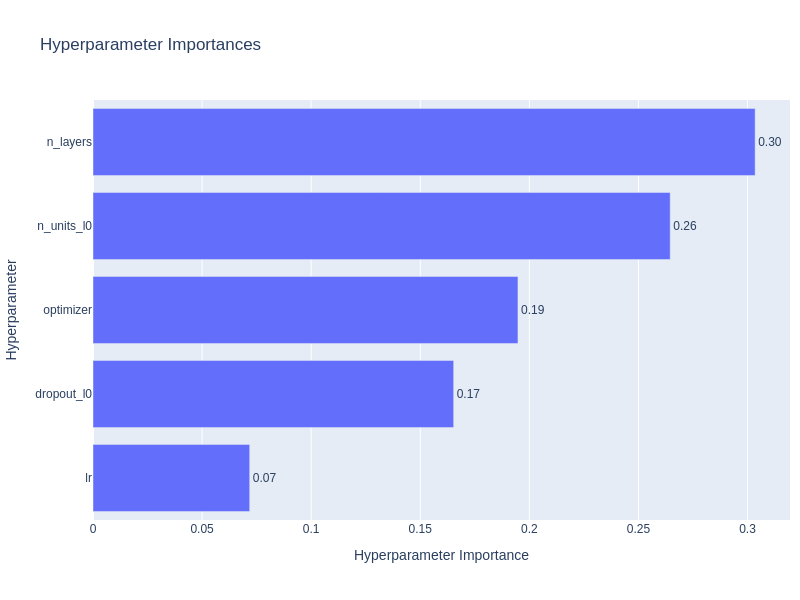 Hyperparameter Importances
Hyperparameter
n_layers
0.30
n_units_l0
0.26
optimizer
0.19
dropout_l0
0.17
lr
0.07
0
0.05
0.1
0.15
0.2
0.25
0.3
Hyperparameter Importance